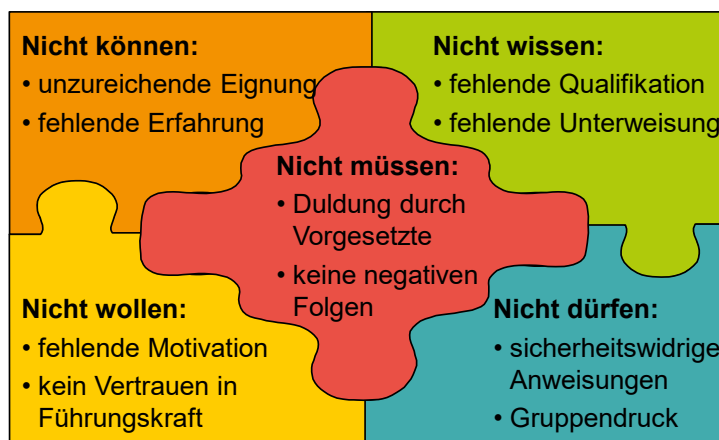 Nicht können:
• unzureichende Eignung
• fehlende Erfahrung
Nicht wissen:
• fehlende Qualifikation
• fehlende Unterweisung
Nicht müssen:
• Duldung durch
Vorgesetzte
• keine negativen
Folgen
Nicht wollen:
• fehlende Motivation
• kein Vertrauen in
Führungskraft
Nicht dürfen:
• sicherheitswidrige
Anweisungen
• Gruppendruck